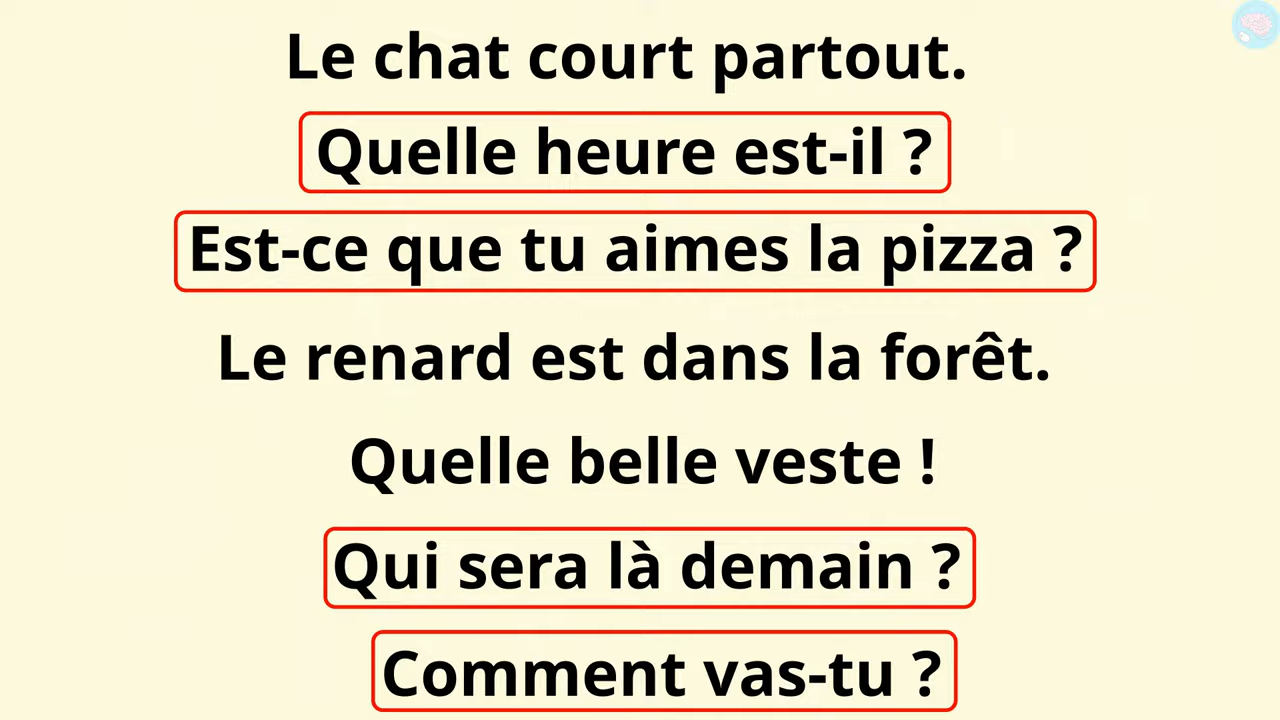 Le chat court partout.
Quelle heure est-il ?
Est-ce que tu aimes la pizza ?
Le renard est dans la forêt.
Quelle belle veste !
Qui sera là demain ?
Comment vas-tu ?